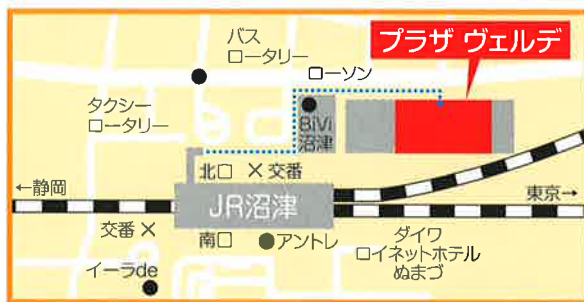 バス
ロータリー
プラザ ヴェルデ
ローソン
タクシー
ロータリー
BiVi
沼津
北口
交番
←静岡
JR沼津
東京→
交番
南口
アントレ
ダイワ
ロイネットホテル
ぬまづ
イーラde